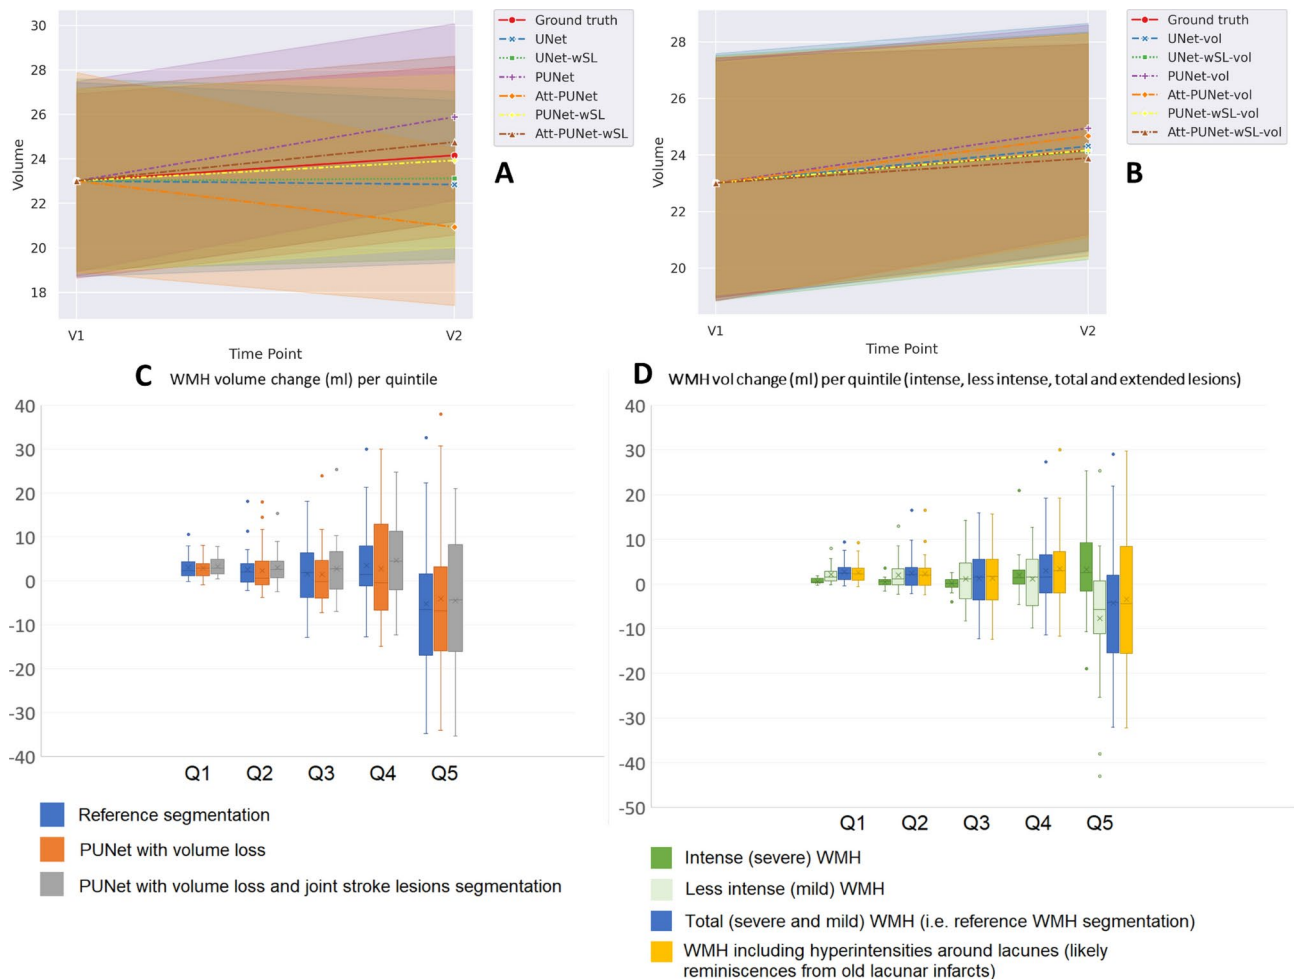 30
28
26
24
22
20
18
Volume
V1
V2
Time Point
Ground truth
UNet
UNet-wSL
PUNet
Att-PUNet
PUNet-wSL
Att-PUNet-wSL
A
28
26
24
22
20
Volume
V1
V2
Time Point
Ground truth
UNet-vol
UNet-wSL-vol
PUNet-vol
Att-PUNet-vol
PUNet-wSL-vol
Att-PUNet-wSL-vol
B
C WMH volume change (ml) per quintile
40
30
20
10
0
-10
-20
-30
-40
Q1 Q2 Q3 Q4 Q5
Reference segmentation
PUNet with volume loss
PUNet with volume loss and joint stroke lesions segmentation
D WMH vol change (ml) per quintile (intense, less intense, total and extended lesions)
40
30
20
10
0
-10
-20
-30
-40
-50
Q1 Q2 Q3 Q4 Q5
Intense (severe) WMH
Less intense (mild) WMH
Total (severe and mild) WMH (i.e. reference WMH segmentation)
WMH including hyperintensities around lacunes (likely
reminiscences from old lacunar infarcts)